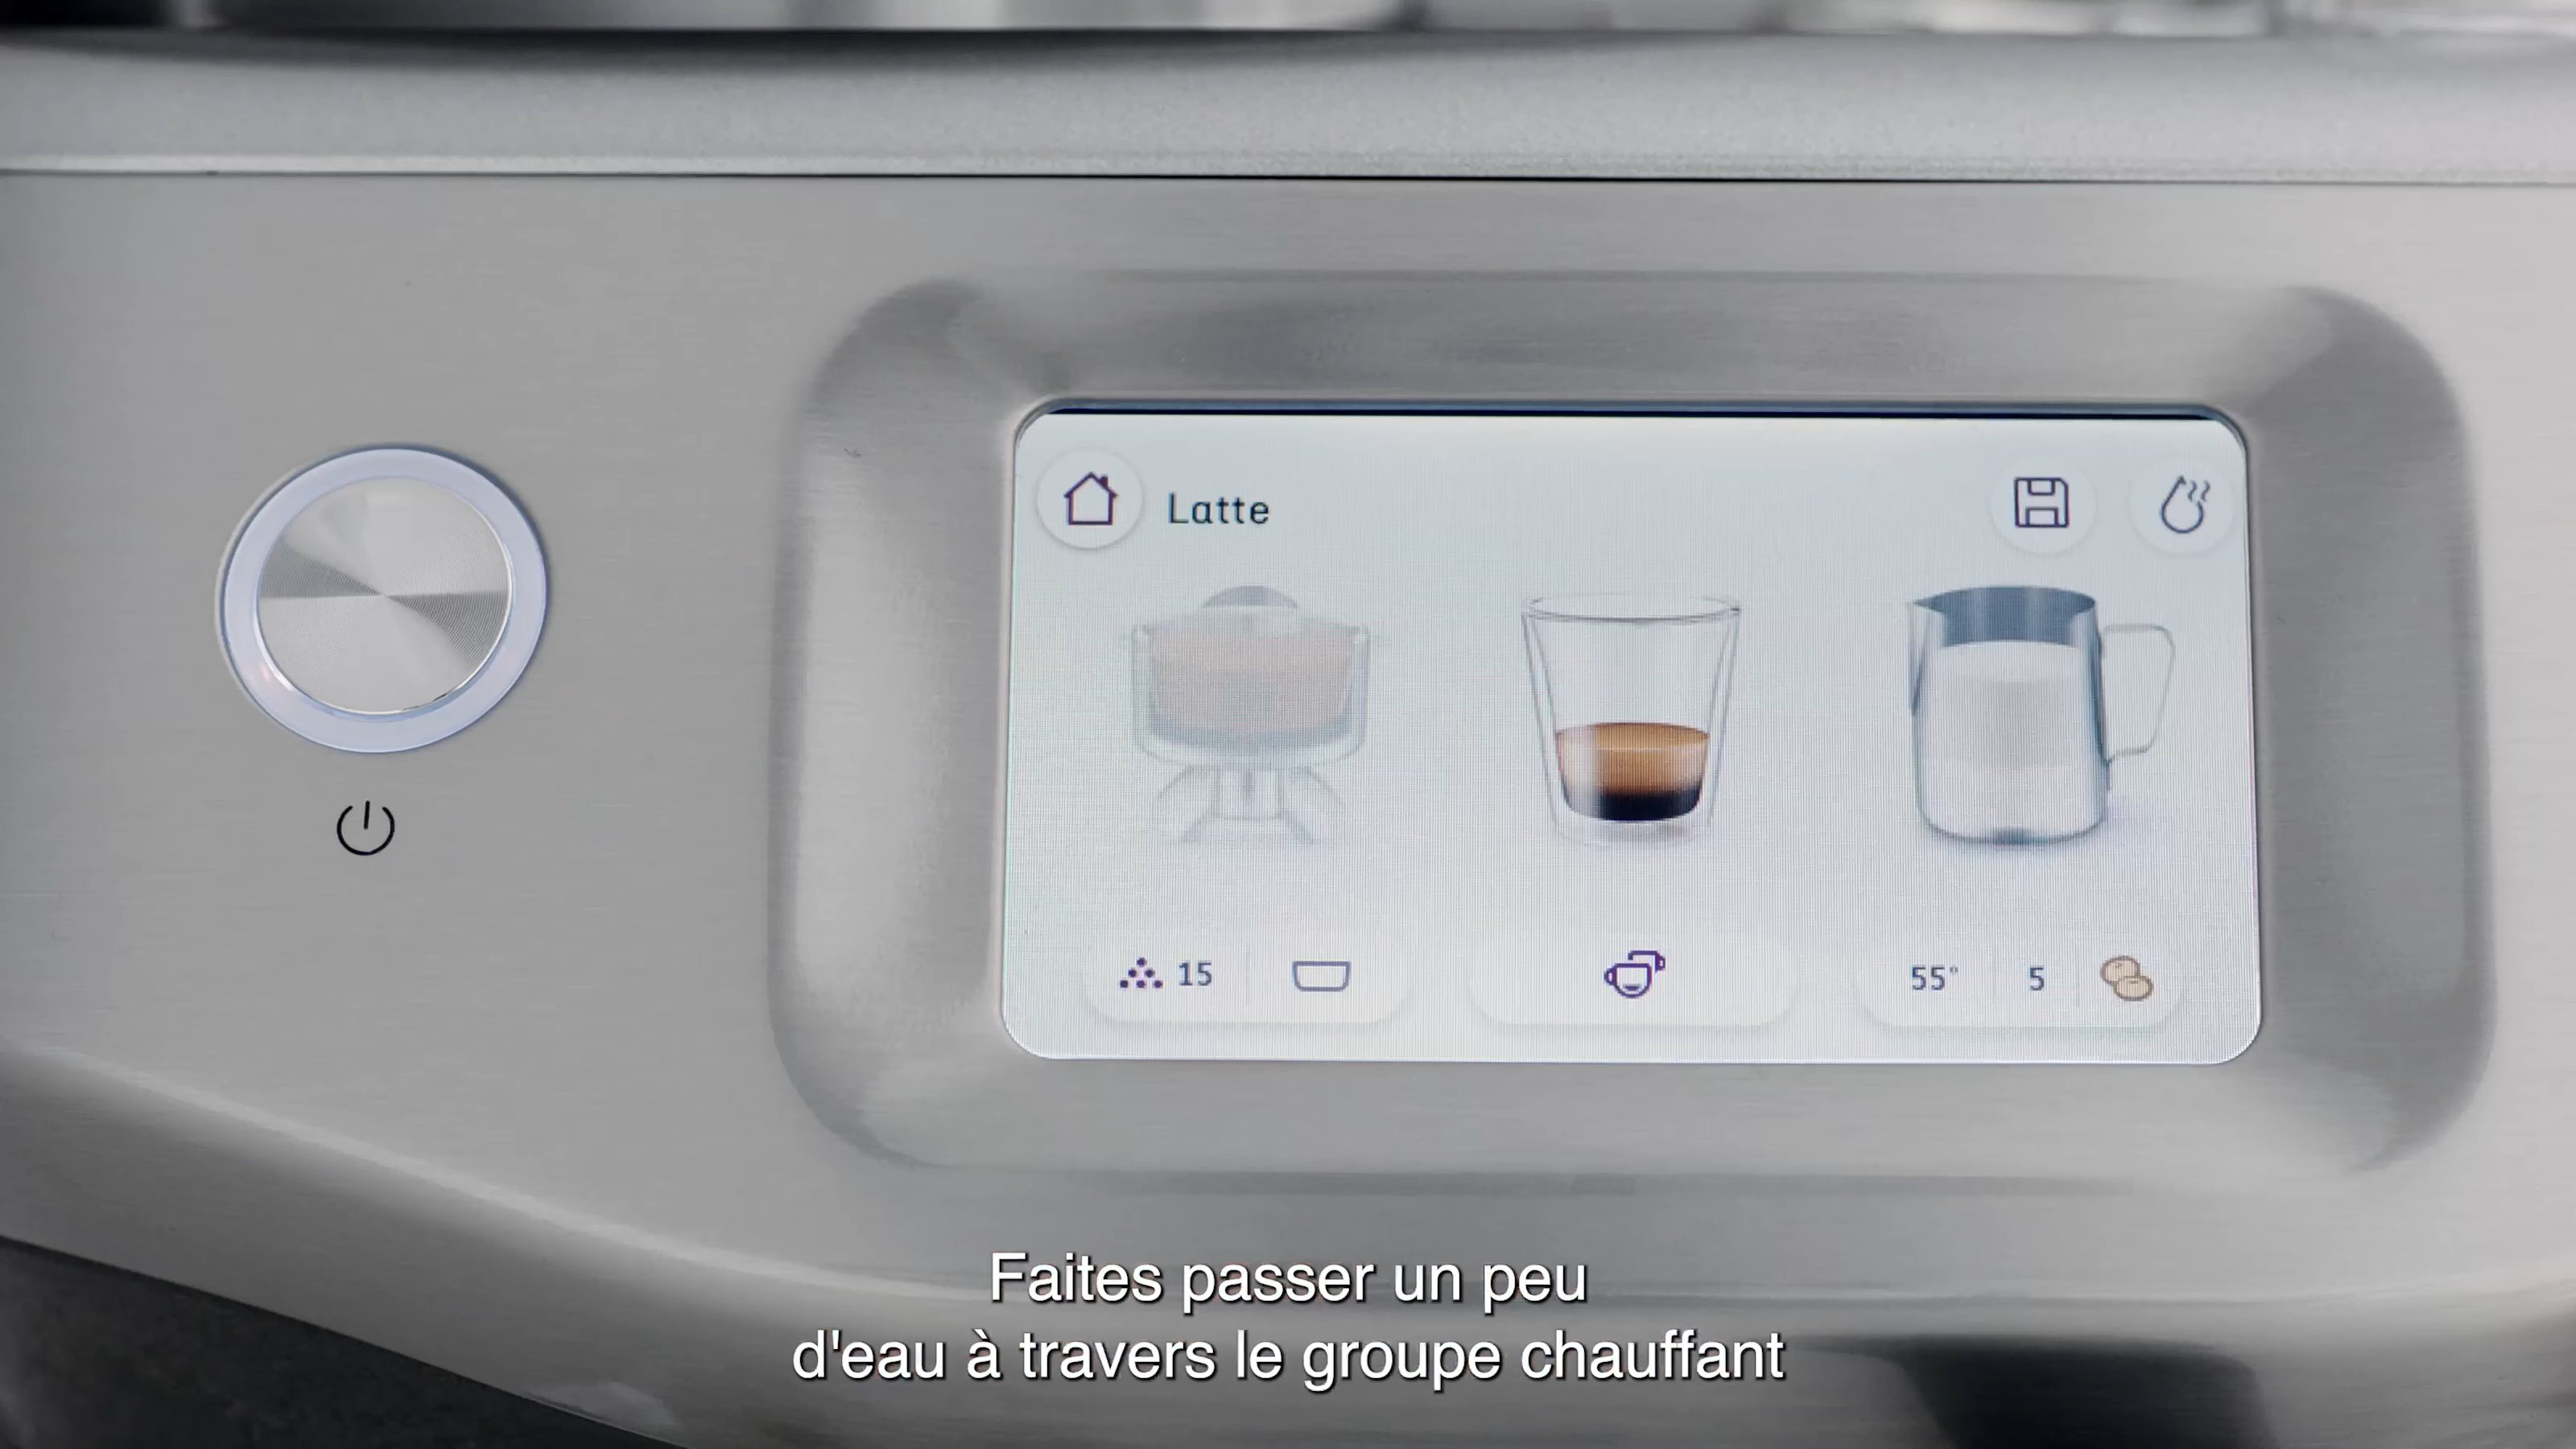 Latte
15
55° 5
Faites passer un peu
d'eau à travers le groupe chauffant